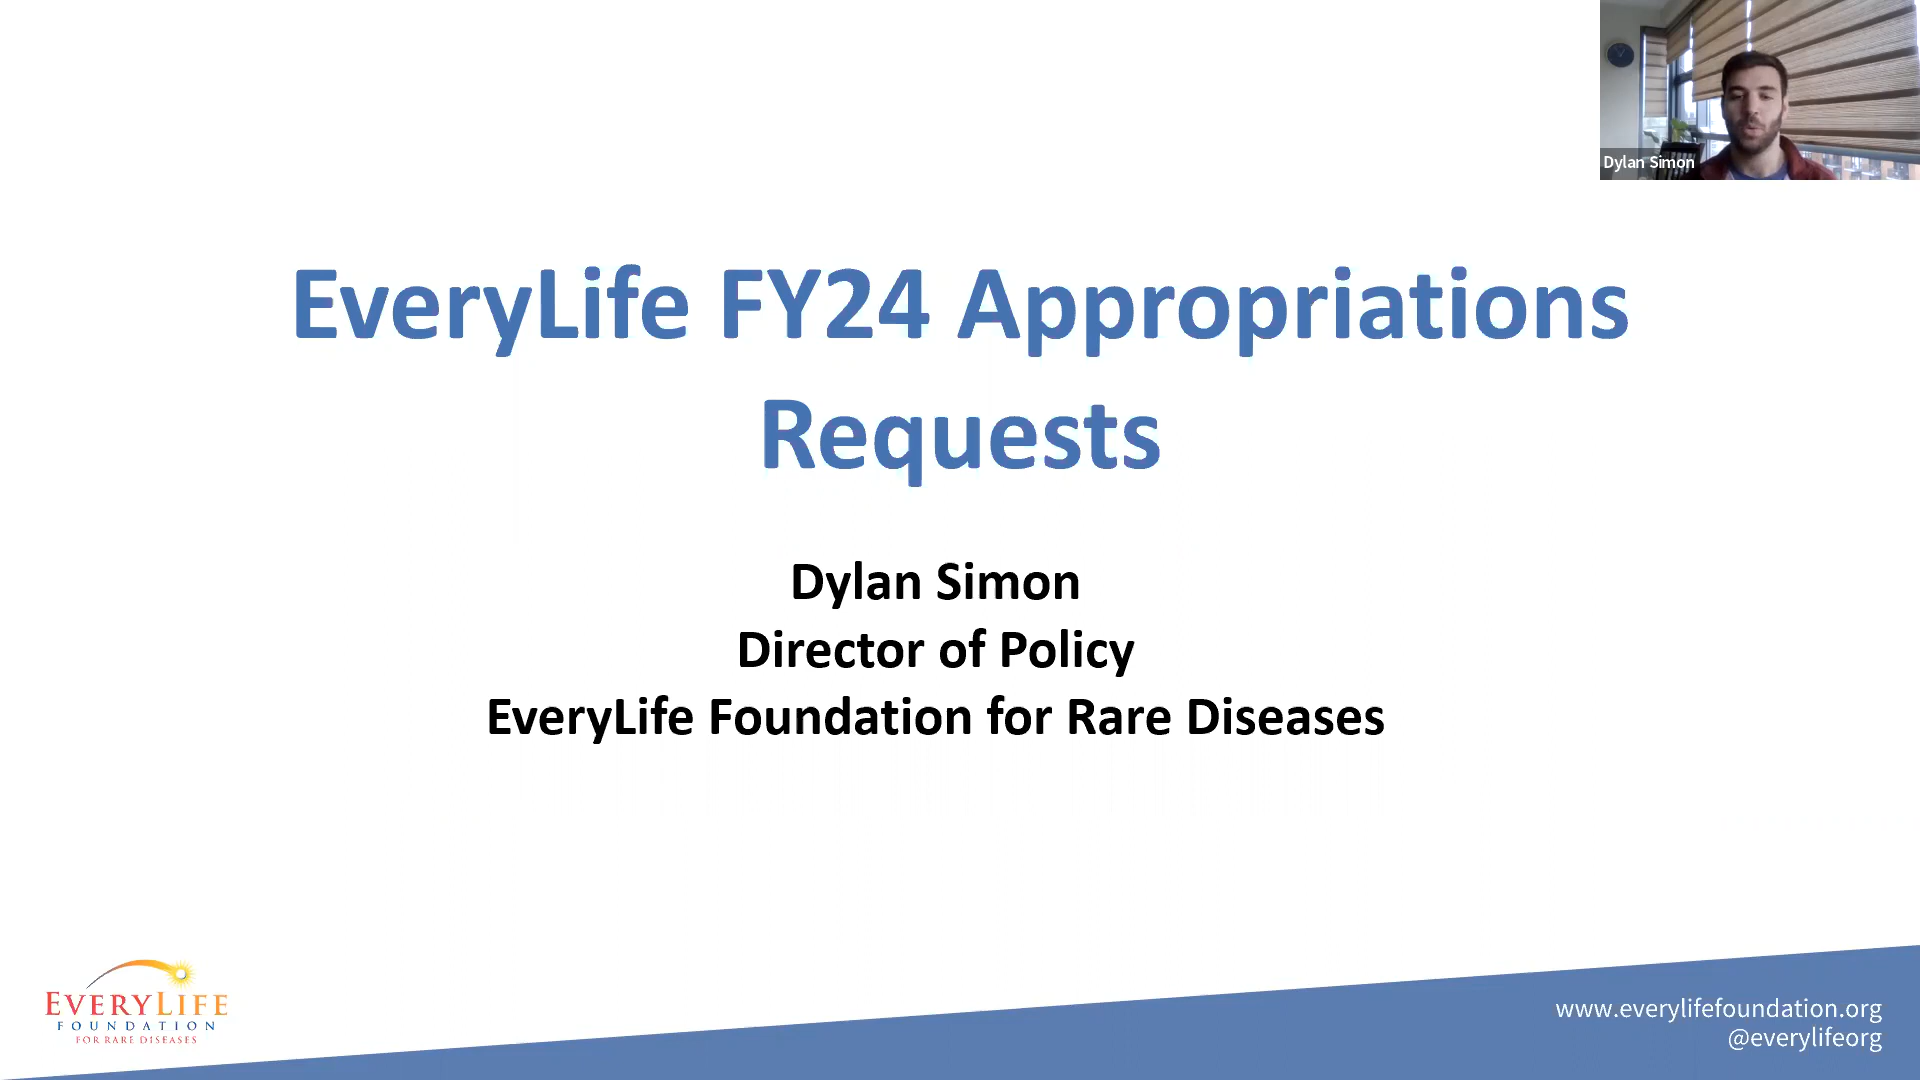 Dylan Simon
EveryLife FY24 Appropriations
Requests
Dylan Simon
Director of Policy
EveryLife Foundation for Rare Diseases
EVERYLIFE
FOUNDATION
FOR RARE DISEASES
www.everylifefoundation.org
@everylifeorg